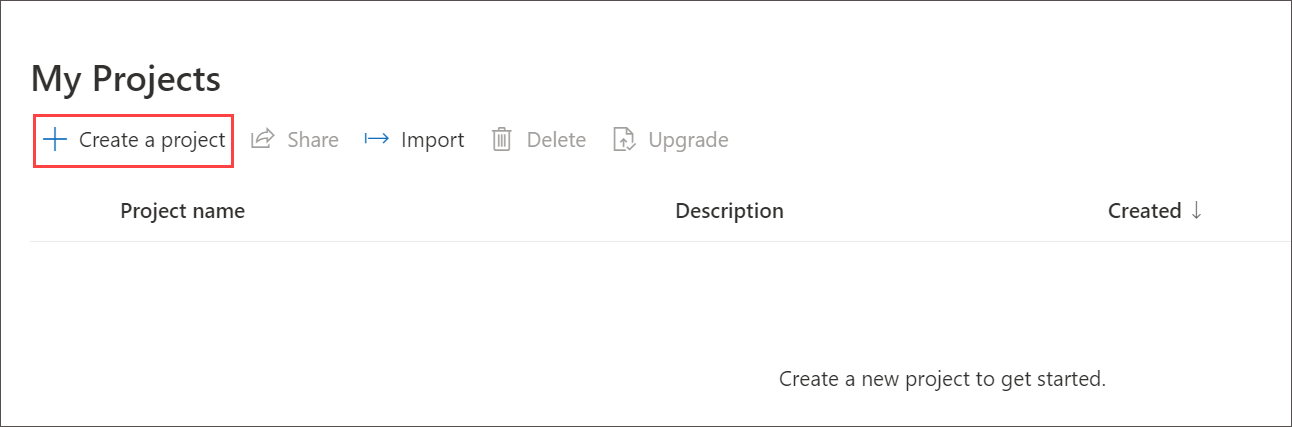 My Projects
Create a project Share Import Delete Upgrade
Project name Description Created ↓
Create a new project to get started.